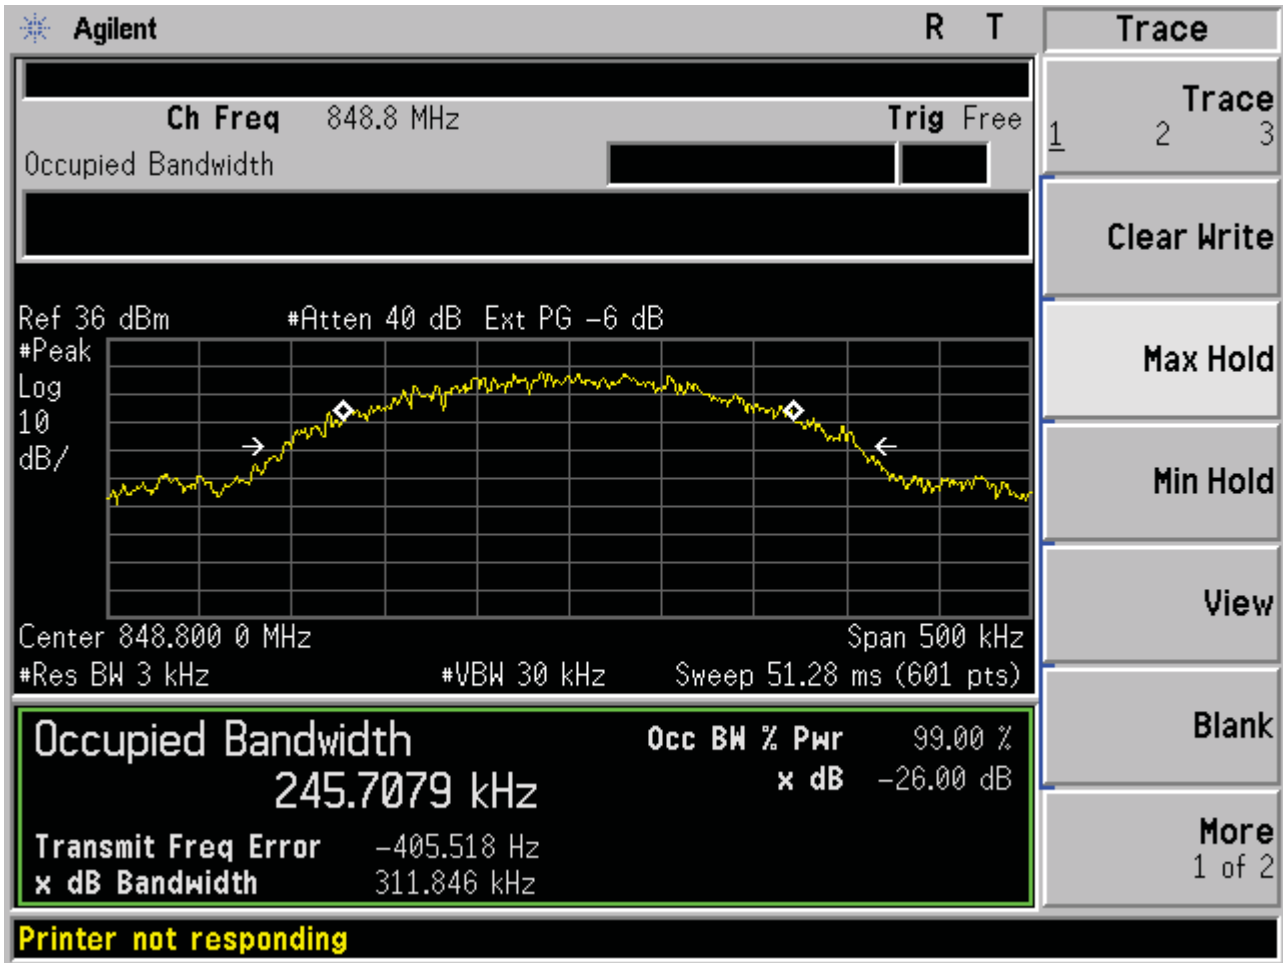 Agilent R T
Ch Freq 848.8 MHz Trig Free
Occupied Bandwidth
Ref 36 dBm #Atten 40 dB Ext PG -6 dB
#Peak
Log
10
dB/
Center 848.800 0 MHz Span 500 kHz
#Res BW 3 kHz #VBW 30 kHz Sweep 51.28 ms (601 pts)
Occupied Bandwidth Occ BW % Pwr 99.00 %
245.7079 kHz x dB -26.00 dB
Transmit Freq Error -405.518 Hz
x dB Bandwidth 311.846 kHz
Printer not responding
Trace
Trace
1 2 3
Clear Write
Max Hold
Min Hold
View
Blank
More
1 of 2